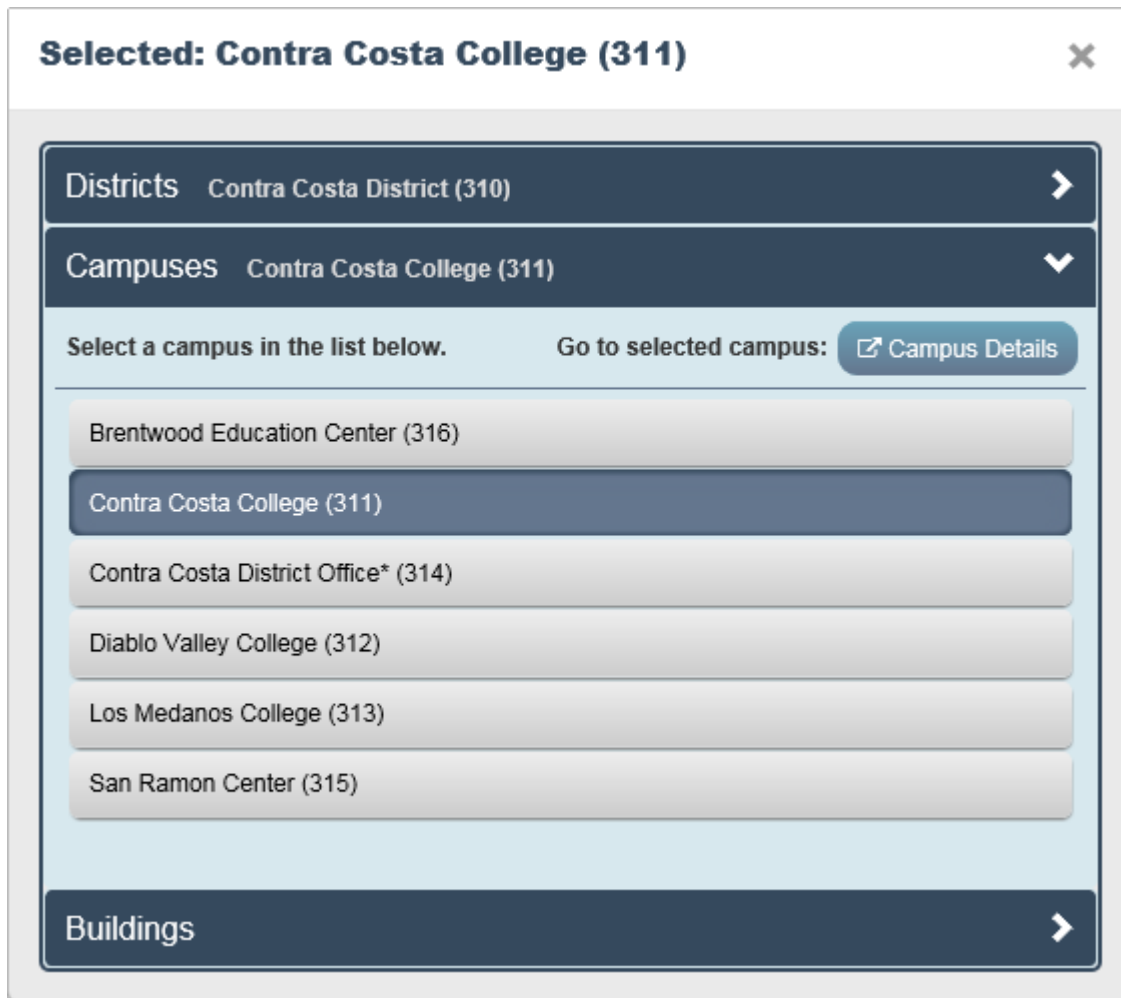 Selected: Contra Costa College (311)
Districts Contra Costa District (310)
Campuses Contra Costa College (311)
Select a campus in the list below. Go to selected campus: Campus Details
Brentwood Education Center (316)
Contra Costa College (311)
Contra Costa District Office* (314)
Diablo Valley College (312)
Los Medanos College (313)
San Ramon Center (315)
Buildings